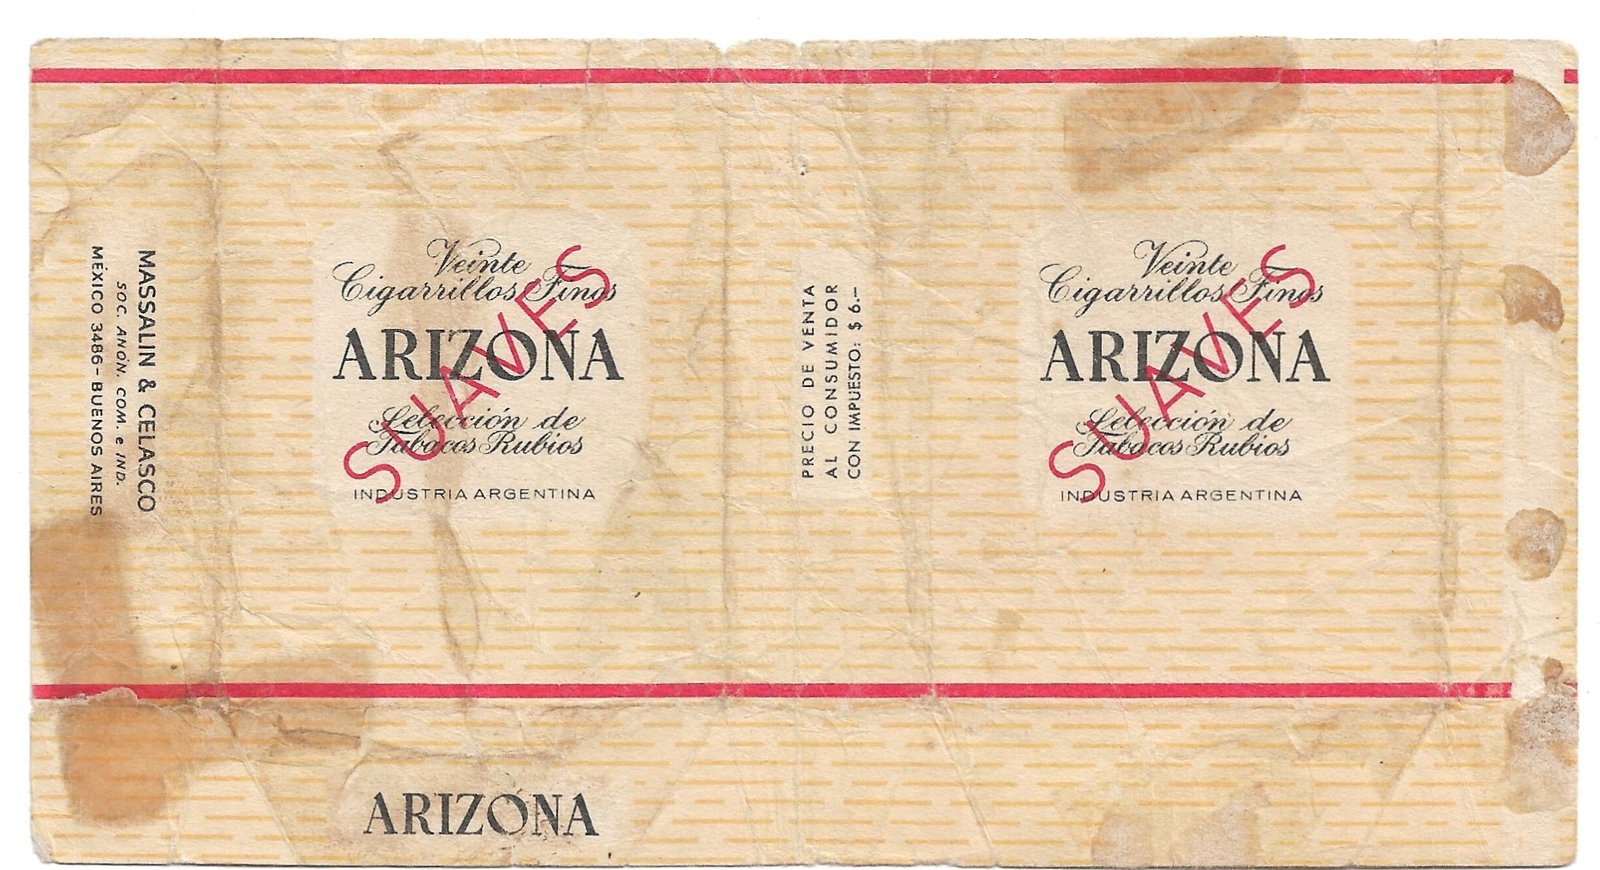 MASSALIN & CELASCO
SOC. ANÓN. COM. e IND.
MÉXICO 3486 - BUENOS AIRES
Veinte
Cigarrillos Finos
ARIZONA
SUAVES
Selección de
Tabacos Rubios
INDUSTRIA ARGENTINA
PRECIO DE VENTA
AL CONSUMIDOR
CON IMPUESTO: $ 6.-
Veinte
Cigarrillos Finos
ARIZONA
SUAVES
Selección de
Tabacos Rubios
INDUSTRIA ARGENTINA
ARIZONA